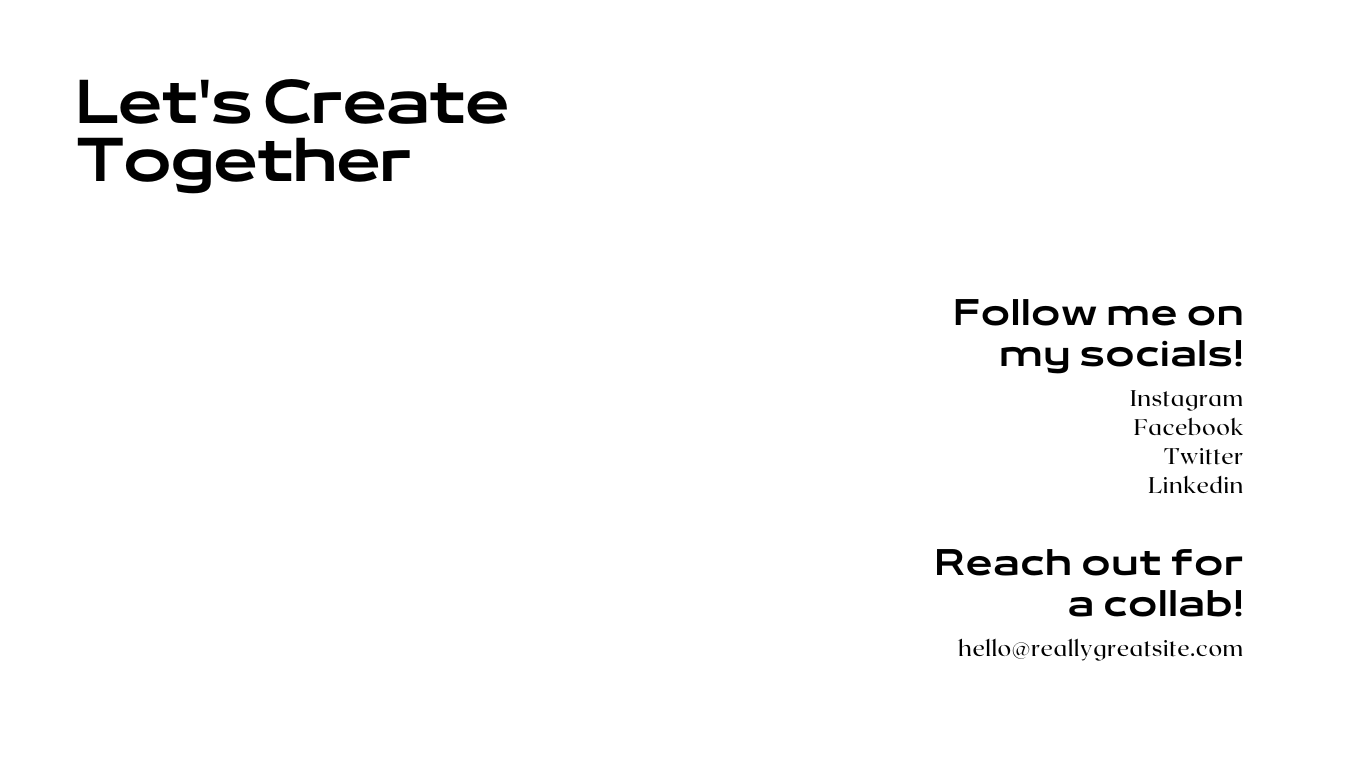 Let's Create
Together
Follow me on
my socials!
Instagram
Facebook
Twitter
Linkedin
Reach out for
a collab!
hello@reallygreatsite.com